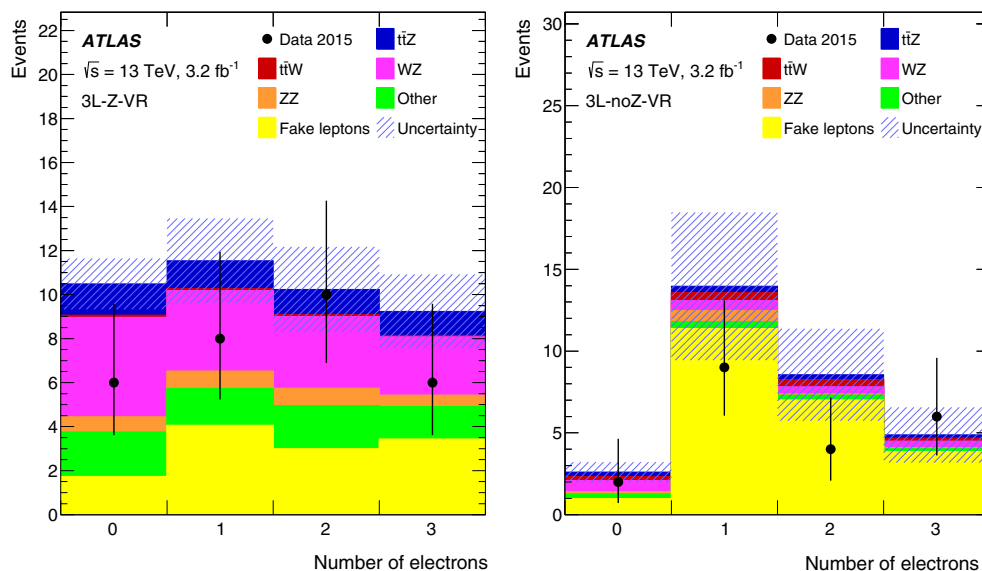 Events
22
20
18
16
14
12
10
8
6
4
2
0
ATLAS
√s = 13 TeV, 3.2 fb⁻¹
3L-Z-VR
Data 2015
tt̄Z
tt̄W
WZ
ZZ
Other
Fake leptons
Uncertainty
0 1 2 3
Number of electrons
Events
30
25
20
15
10
5
0
ATLAS
√s = 13 TeV, 3.2 fb⁻¹
3L-noZ-VR
Data 2015
tt̄Z
tt̄W
WZ
ZZ
Other
Fake leptons
Uncertainty
0 1 2 3
Number of electrons